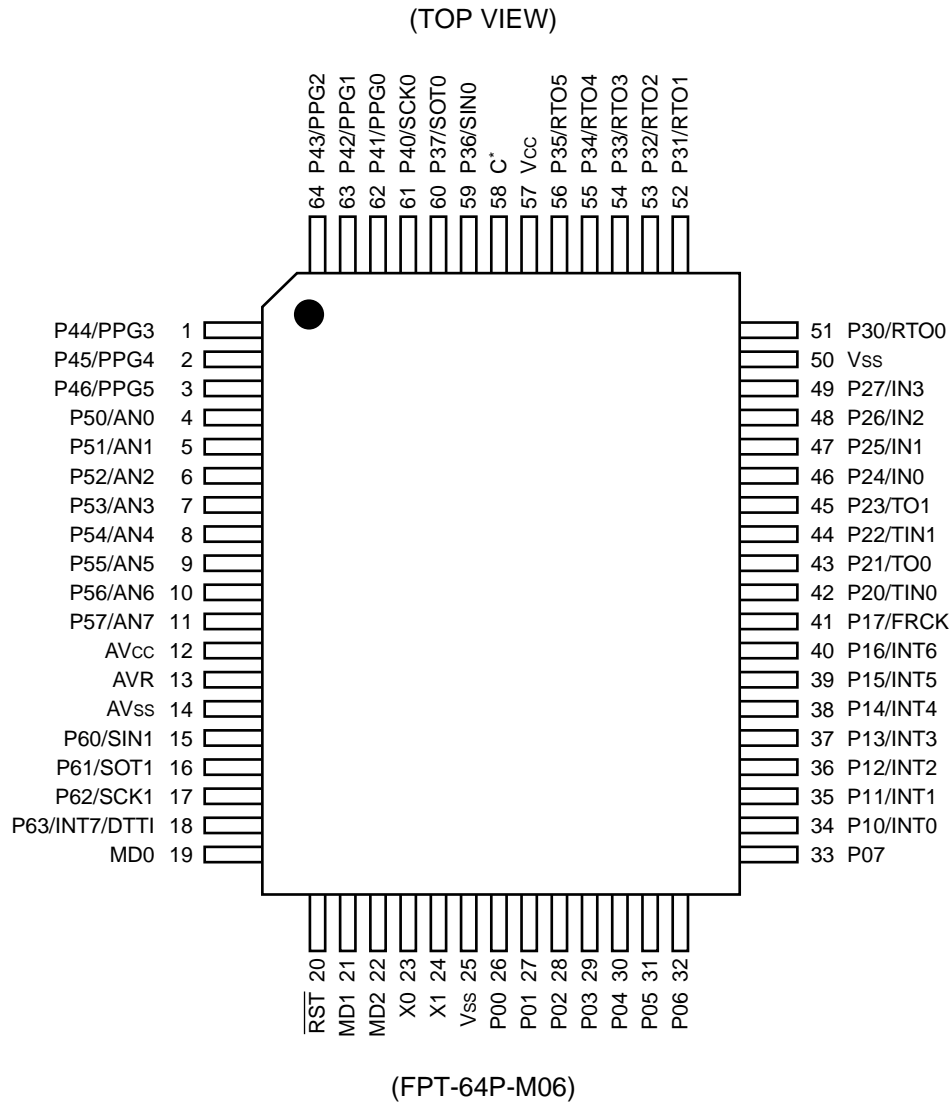 (TOP VIEW)
64 P43/PPG2
63 P42/PPG1
62 P41/PPG0
61 P40/SCK0
60 P37/SOT0
59 P36/SIN0
58 C*
57 Vcc
56 P35/RTO5
55 P34/RTO4
54 P33/RTO3
53 P32/RTO2
52 P31/RTO1
P44/PPG3 1
P45/PPG4 2
P46/PPG5 3
P50/AN0 4
P51/AN1 5
P52/AN2 6
P53/AN3 7
P54/AN4 8
P55/AN5 9
P56/AN6 10
P57/AN7 11
AVcc 12
AVR 13
AVss 14
P60/SIN1 15
P61/SOT1 16
P62/SCK1 17
P63/INT7/DTTI 18
MD0 19
51 P30/RTO0
50 Vss
49 P27/IN3
48 P26/IN2
47 P25/IN1
46 P24/IN0
45 P23/TO1
44 P22/TIN1
43 P21/TO0
42 P20/TIN0
41 P17/FRCK
40 P16/INT6
39 P15/INT5
38 P14/INT4
37 P13/INT3
36 P12/INT2
35 P11/INT1
34 P10/INT0
33 P07
RST 20
MD1 21
MD2 22
X0 23
X1 24
Vss 25
P00 26
P01 27
P02 28
P03 29
P04 30
P05 31
P06 32
(FPT-64P-M06)